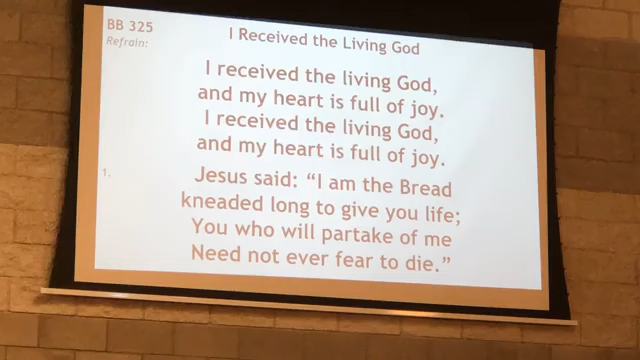 BB 325
Refrain:
I Received the Living God
I received the living God,
and my heart is full of joy.
I received the living God,
and my heart is full of joy.
1.
Jesus said: “I am the Bread
kneaded long to give you life;
You who will partake of me
Need not ever fear to die.”